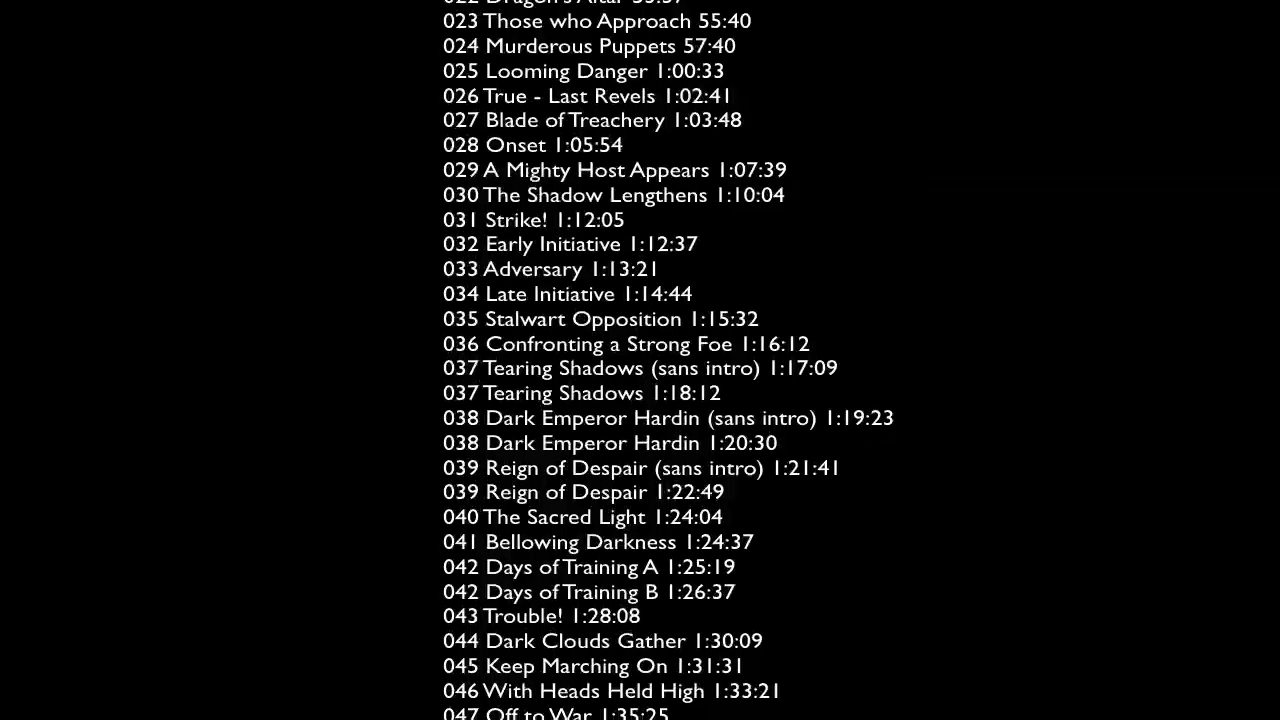 022 Dragon's Altar 53:37
023 Those who Approach 55:40
024 Murderous Puppets 57:40
025 Looming Danger 1:00:33
026 True - Last Revels 1:02:41
027 Blade of Treachery 1:03:48
028 Onset 1:05:54
029 A Mighty Host Appears 1:07:39
030 The Shadow Lengthens 1:10:04
031 Strike! 1:12:05
032 Early Initiative 1:12:37
033 Adversary 1:13:21
034 Late Initiative 1:14:44
035 Stalwart Opposition 1:15:32
036 Confronting a Strong Foe 1:16:12
037 Tearing Shadows (sans intro) 1:17:09
037 Tearing Shadows 1:18:12
038 Dark Emperor Hardin (sans intro) 1:19:23
038 Dark Emperor Hardin 1:20:30
039 Reign of Despair (sans intro) 1:21:41
039 Reign of Despair 1:22:49
040 The Sacred Light 1:24:04
041 Bellowing Darkness 1:24:37
042 Days of Training A 1:25:19
042 Days of Training B 1:26:37
043 Trouble! 1:28:08
044 Dark Clouds Gather 1:30:09
045 Keep Marching On 1:31:31
046 With Heads Held High 1:33:21
047 Off to War 1:35:25